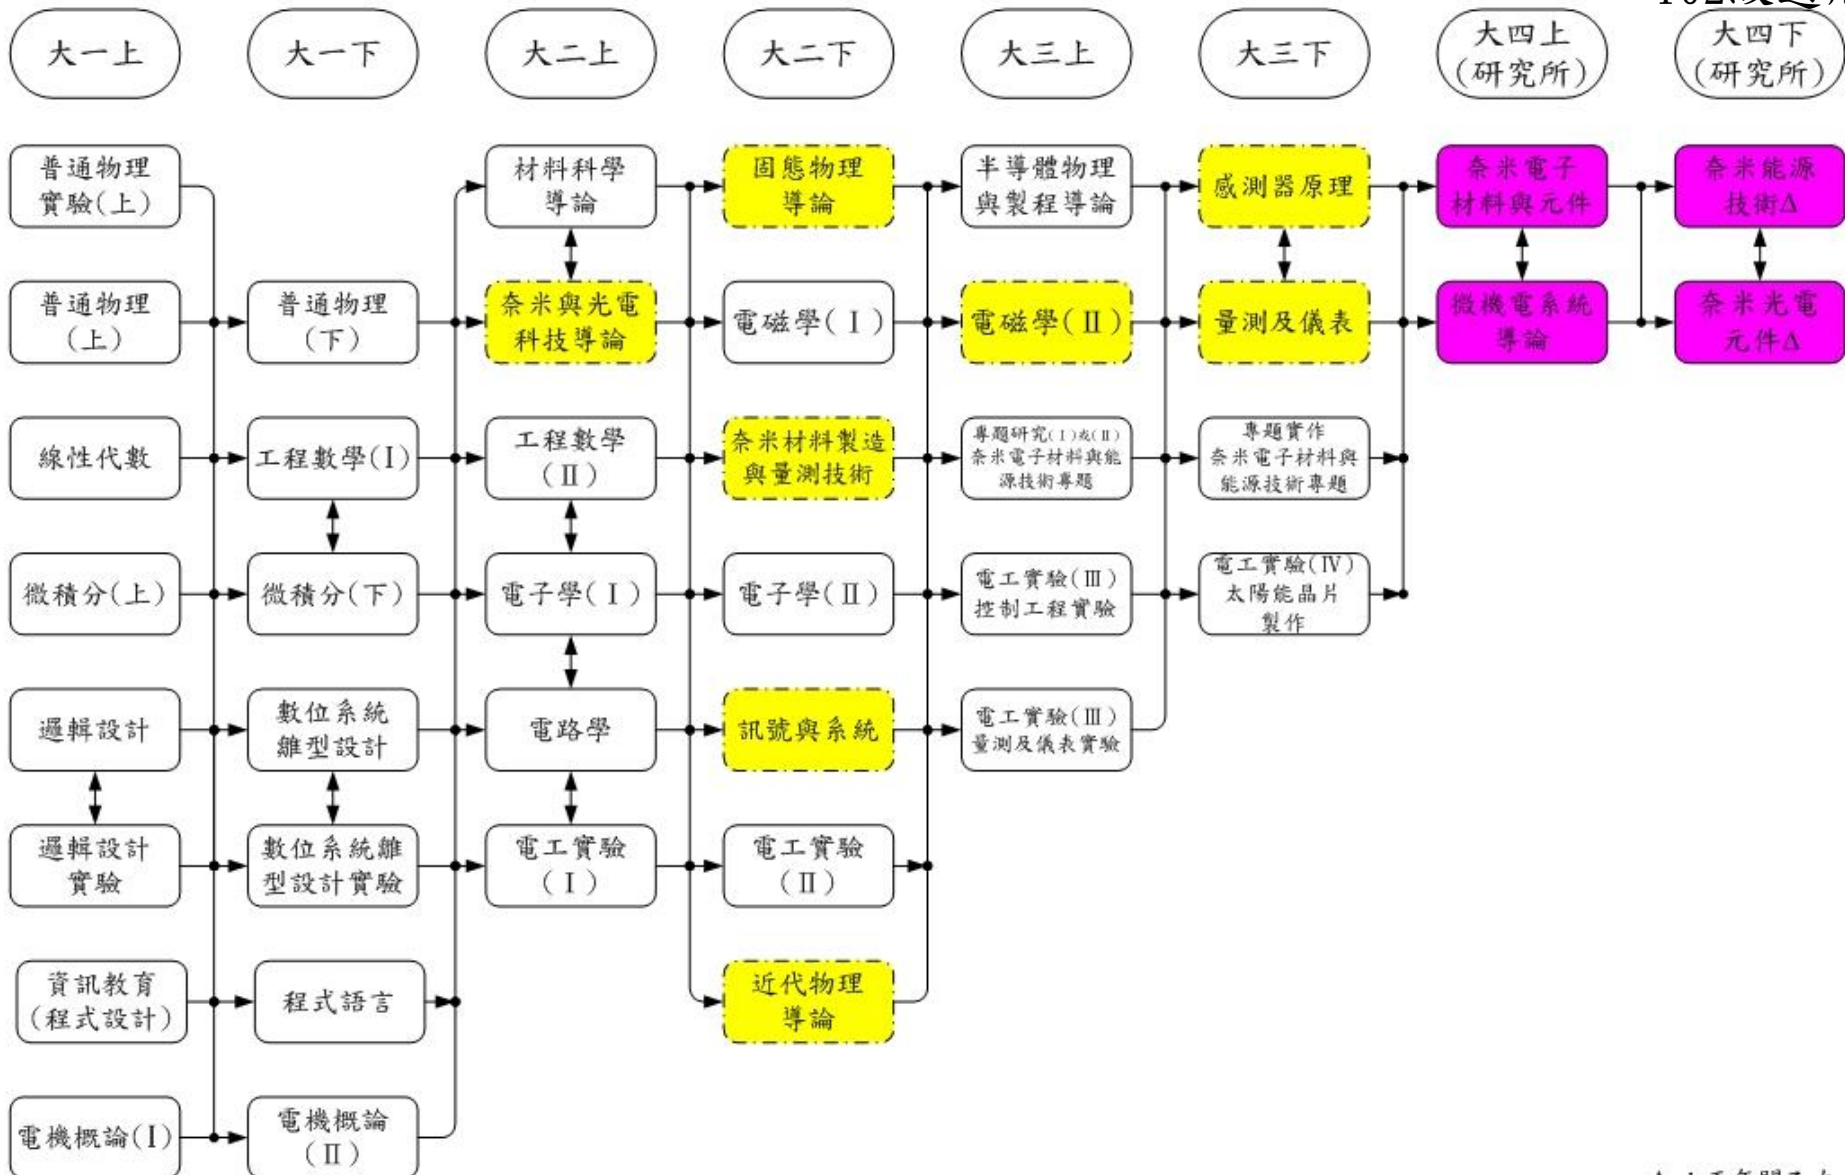 大一上
大一下
大二上
大二下
大三上
大三下
大四上
(研究所)
大四下
(研究所)
普通物理
實驗(上)
材料科學
導論
固態物理
導論
半導體物理
與製程導論
感測器原理
奈米電子
材料與元件
奈米能源
技術Δ
普通物理
(上)
普通物理
(下)
奈米與光電
科技導論
電磁學(Ⅰ)
電磁學(Ⅱ)
量測及儀表
微機電系統
導論
奈米光電
元件Δ
線性代數
工程數學(I)
工程數學
(Ⅱ)
奈米材料製造
與量測技術
專題研究(Ⅰ)或(Ⅱ)
奈米電子材料與能
源技術專題
專題實作
奈米電子材料與
能源技術專題
微積分(上)
微積分(下)
電子學(Ⅰ)
電子學(Ⅱ)
電工實驗(Ⅲ)
控制工程實驗
電工實驗(Ⅳ)
太陽能晶片
製作
邏輯設計
數位系統
雛型設計
電路學
訊號與系統
電工實驗(Ⅲ)
量測及儀表實驗
邏輯設計
實驗
數位系統雛
型設計實驗
電工實驗
(Ⅰ)
電工實驗
(Ⅱ)
資訊教育
(程式設計)
程式語言
近代物理
導論
電機概論(I)
電機概論
(Ⅱ)